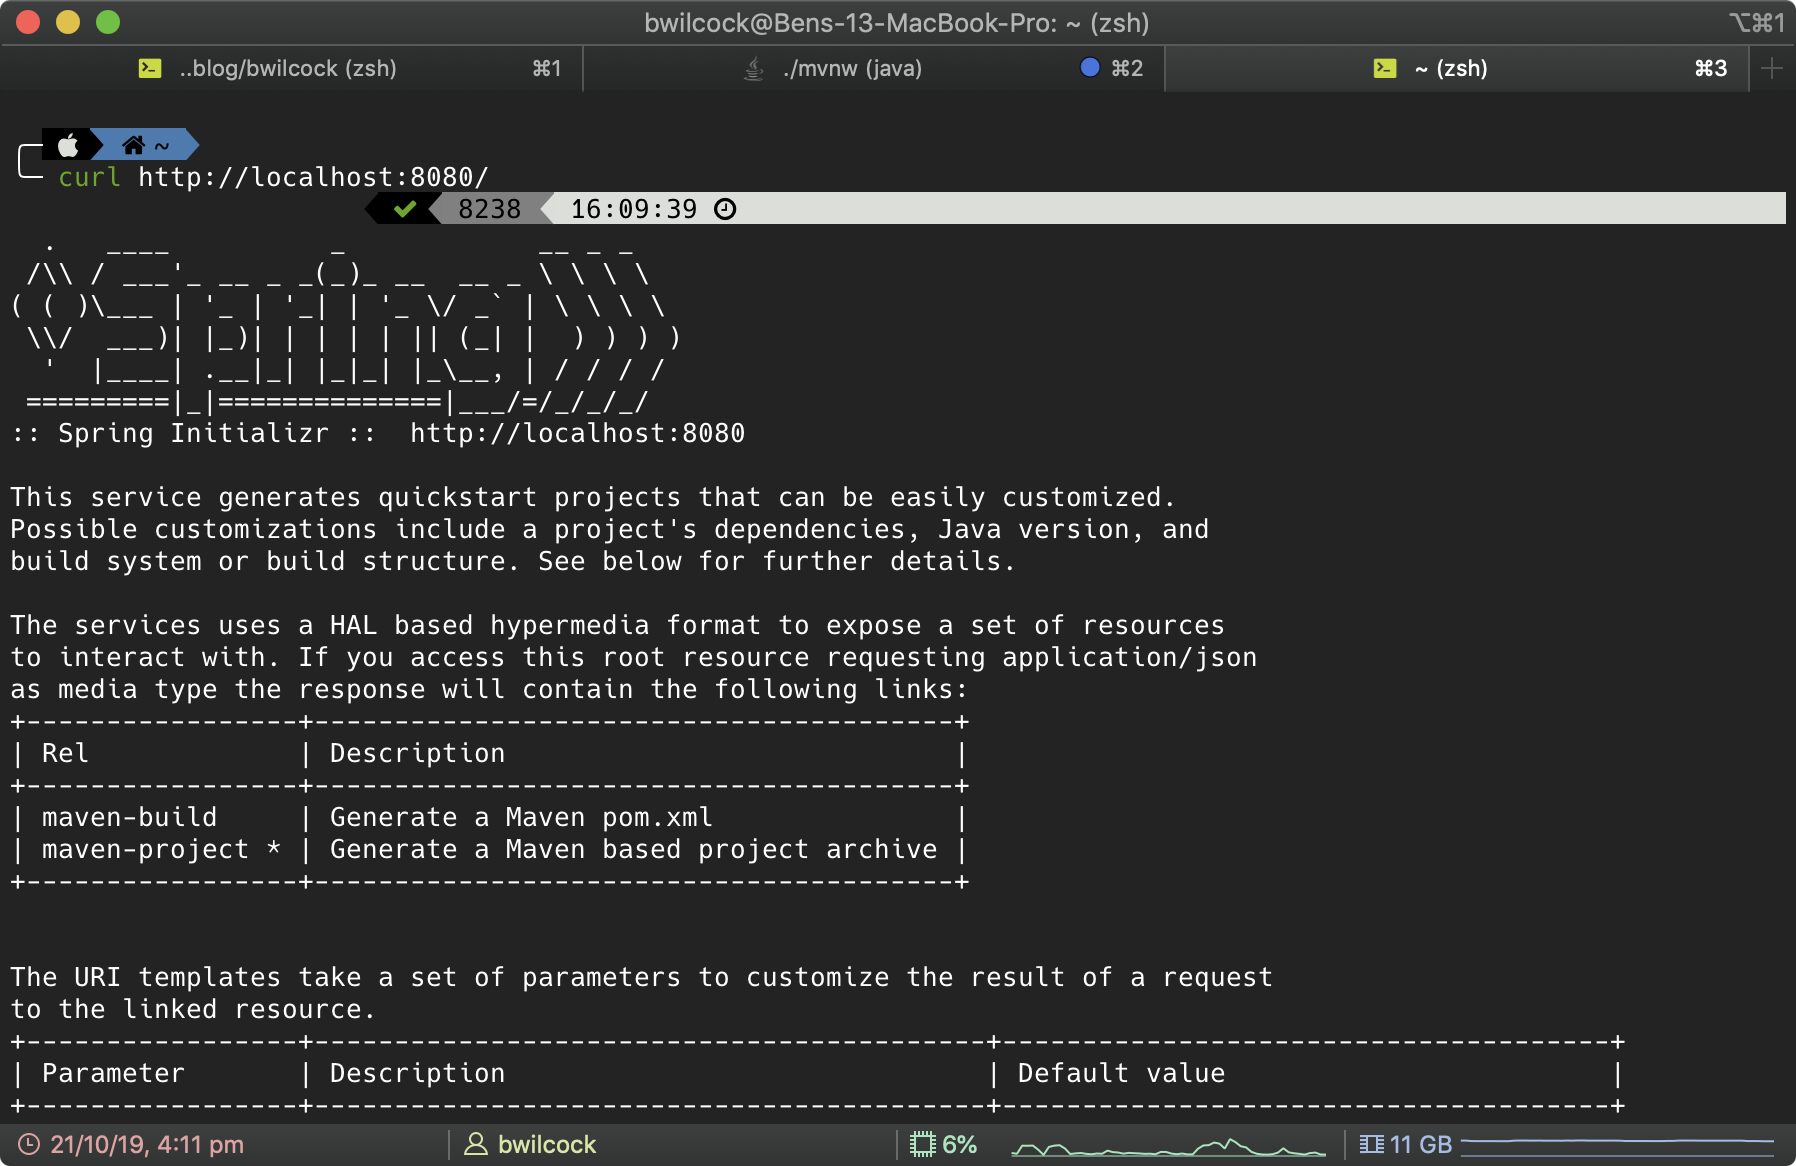 bwilcock@Bens-13-MacBook-Pro: ~ (zsh) ⌥⌘1
..blog/bwilcock (zsh) ⌘1 ./mvnw (java) ⌘2 ~ (zsh) ⌘3
~
curl http://localhost:8080/
✔ 8238 16:09:39
  .   ____          _            __ _ _
 /\\ / ___'_ __ _ _(_)_ __  __ _ \ \ \ \
( ( )\___ | '_ | '_| | '_ \/ _` | \ \ \ \
 \\/  ___)| |_)| | | | | || (_| |  ) ) ) )
  '  |____| .__|_| |_|_| |_\__, | / / / /
 =========|_|==============|___/=/_/_/_/
:: Spring Initializr ::  http://localhost:8080
This service generates quickstart projects that can be easily customized.
Possible customizations include a project's dependencies, Java version, and
build system or build structure. See below for further details.
The services uses a HAL based hypermedia format to expose a set of resources
to interact with. If you access this root resource requesting application/json
as media type the response will contain the following links:
+-----------------+----------------------------------------+
| Rel             | Description                            |
+-----------------+----------------------------------------+
| maven-build     | Generate a Maven pom.xml               |
| maven-project * | Generate a Maven based project archive |
+-----------------+----------------------------------------+
The URI templates take a set of parameters to customize the result of a request
to the linked resource.
+-----------------+------------------------------------------+--------------------------------------+
| Parameter       | Description                              | Default value                        |
+-----------------+------------------------------------------+--------------------------------------+
21/10/19, 4:11 pm bwilcock 6% 11 GB